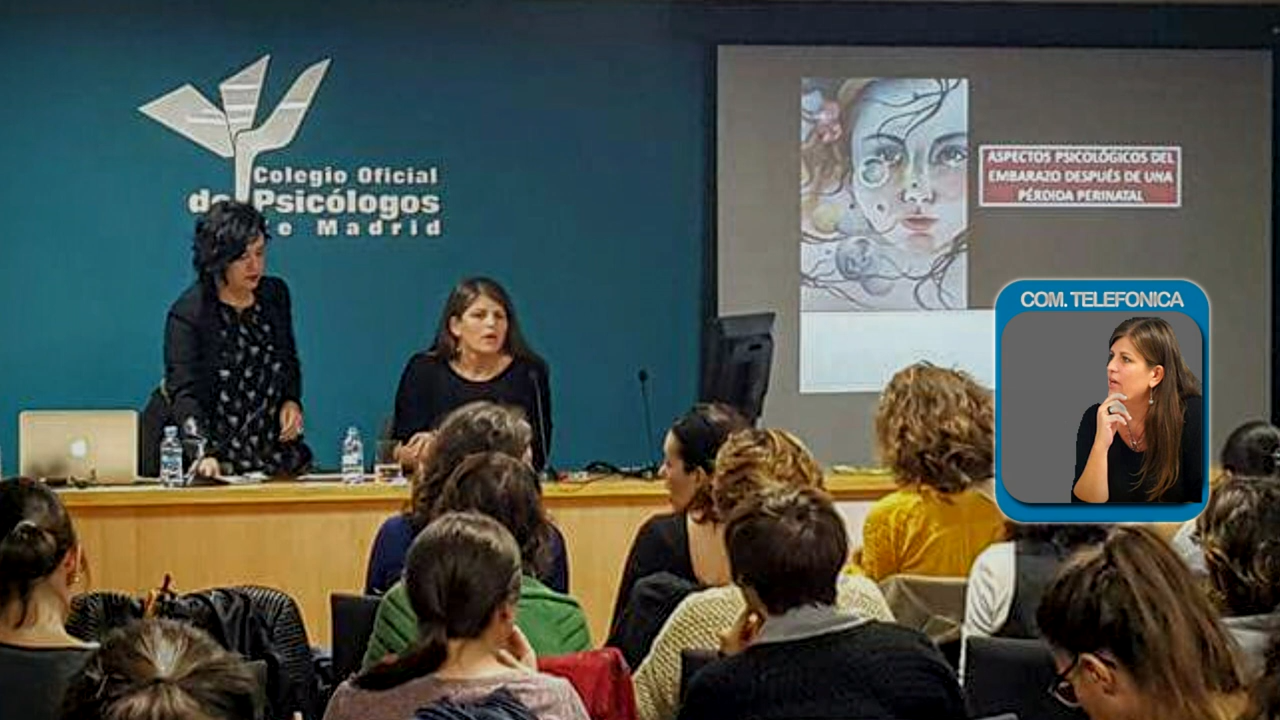 Colegio Oficial
de Psicólogos
de Madrid
ASPECTOS PSICOLÓGICOS DEL
EMBARAZO DESPUÉS DE UNA
PÉRDIDA PERINATAL
COM. TELEFONICA